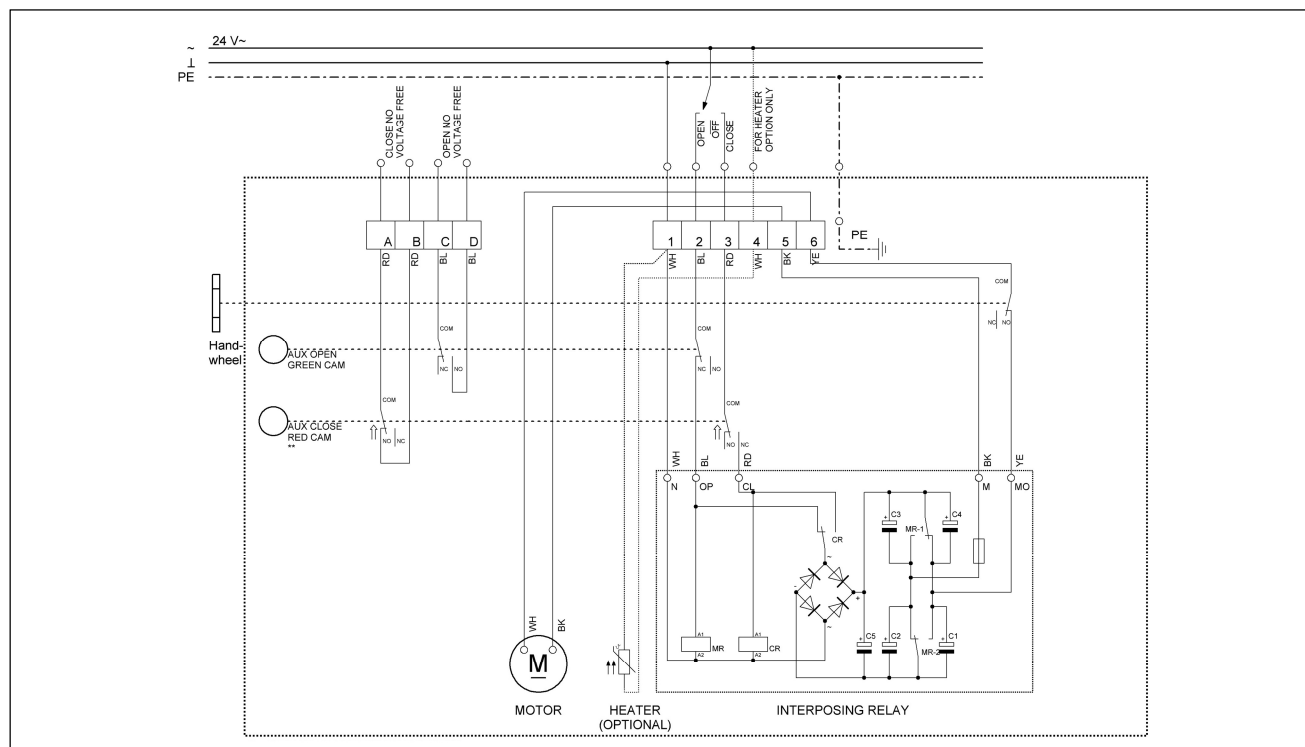 24 V~
~
⊥
PE
CLOSE NO
VOLTAGE FREE
OPEN NO
VOLTAGE FREE
OPEN
OFF
CLOSE
FOR HEATER
OPTION ONLY
A B C D
1 2 3 4 5 6
PE
RD RD BL BL
WH BL RD WH BK YE
COM
NC NO
Hand-
wheel
AUX OPEN
GREEN CAM
COM
NC NO
COM
NC NO
AUX CLOSE
RED CAM
**
COM
NO NC
COM
NO NC
WH BL RD BK YE
N OP CL M MO
C3 C4
MR-1
CR
~
- +
~
C5 C2 C1
MR-2
A1
MR
A2
A1
CR
A2
WH BK
M
MOTOR
HEATER
(OPTIONAL)
INTERPOSING RELAY
+ + + + +